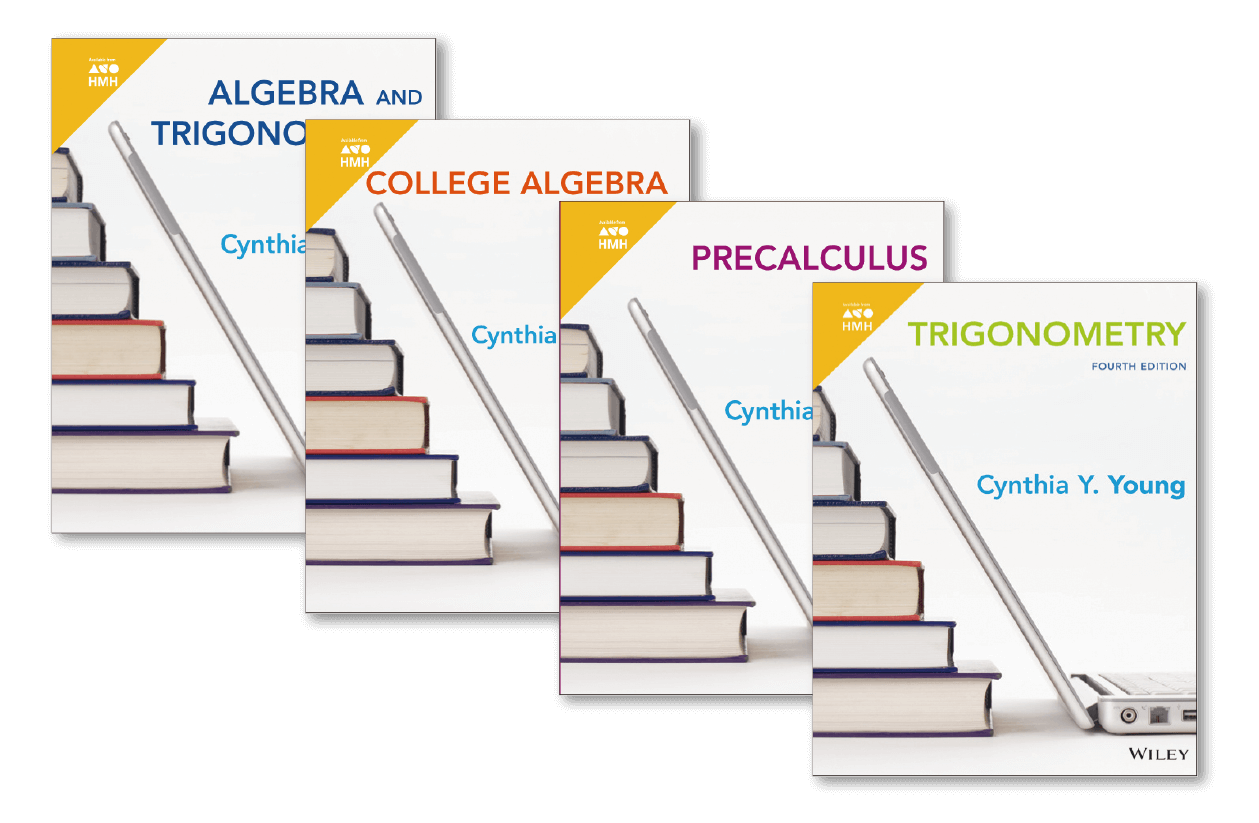 Available from
HMH
ALGEBRA AND
TRIGONO
Cynthia
Available from
HMH
COLLEGE ALGEBRA
Cynthia
Available from
HMH
PRECALCULUS
Cynthia
Available from
HMH
TRIGONOMETRY
FOURTH EDITION
Cynthia Y. Young
WILEY